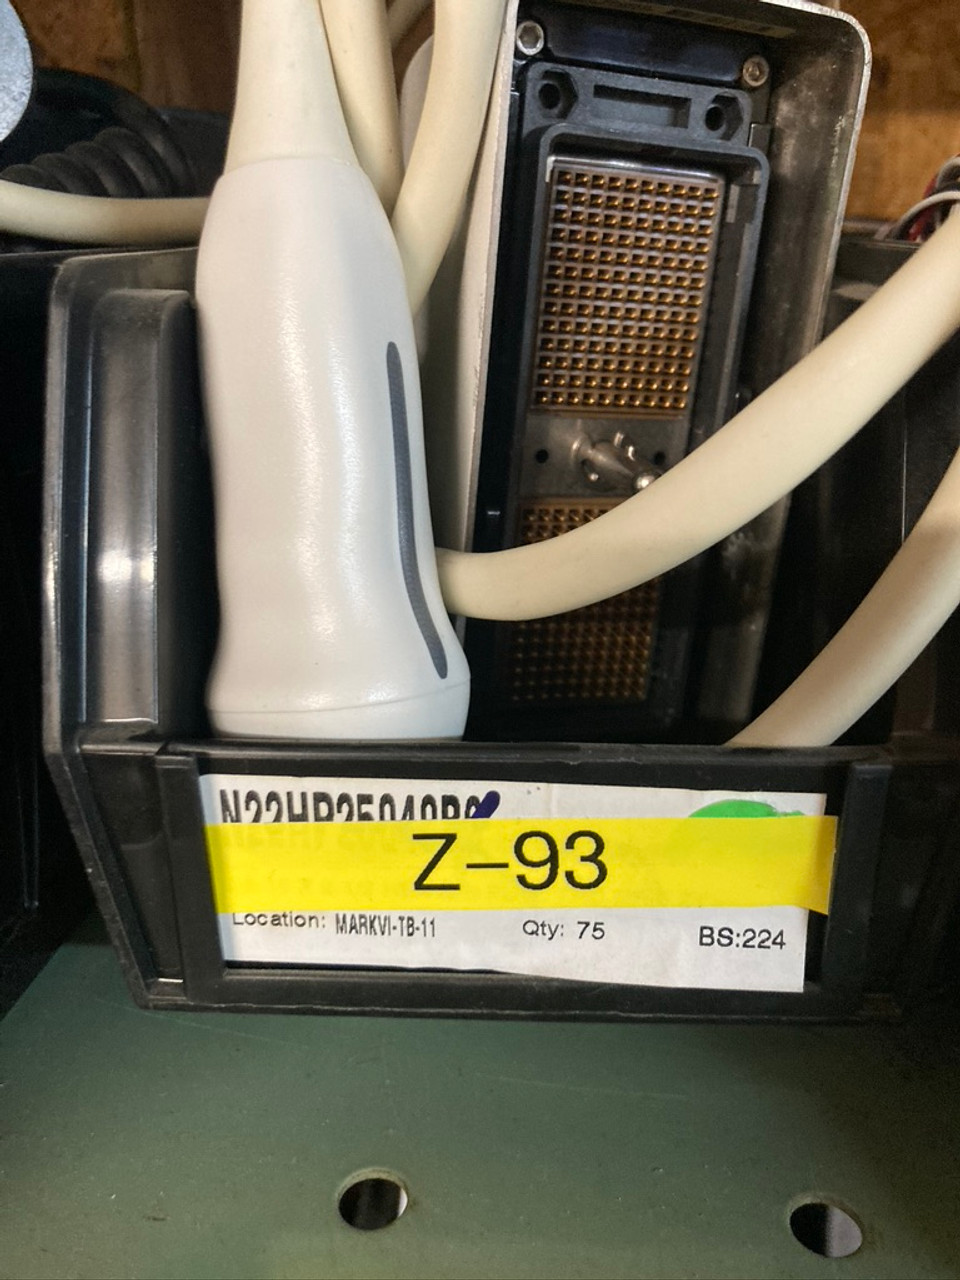 Z-93
Location: MARKVI-TB-11 Qty: 75 BS:224